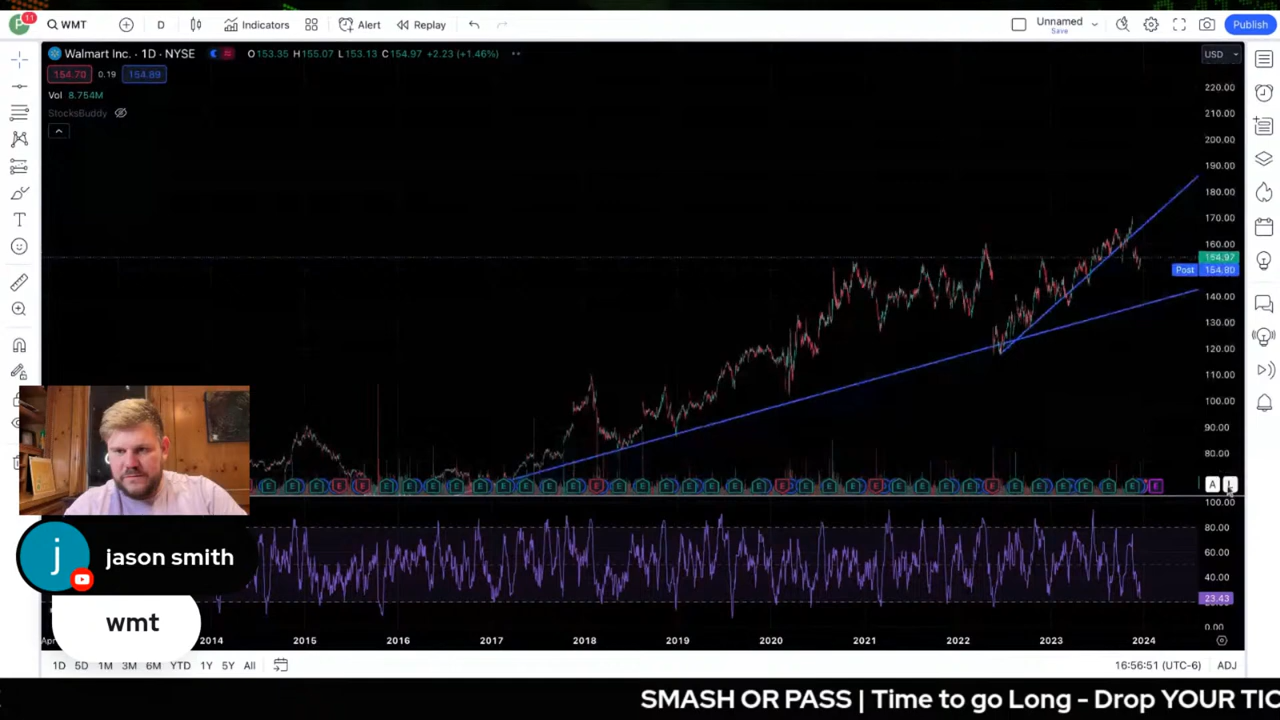 P 11 WMT D Indicators Alert Replay Unnamed Save Publish
Walmart Inc. · 1D · NYSE O153.35 H155.07 L153.13 C154.97 +2.23 (+1.46%) USD
154.70 0.19 154.89
Vol 8.754M
StocksBuddy
220.00
210.00
200.00
190.00
180.00
170.00
160.00
154.97
Post 154.80
140.00
130.00
120.00
110.00
100.00
90.00
80.00
A L
100.00
80.00
60.00
40.00
23.43
0.00
jason smith
wmt
2014 2015 2016 2017 2018 2019 2020 2021 2022 2023 2024
1D 5D 1M 3M 6M YTD 1Y 5Y All 16:56:51 (UTC-6) ADJ
SMASH OR PASS | Time to go Long - Drop YOUR TIC